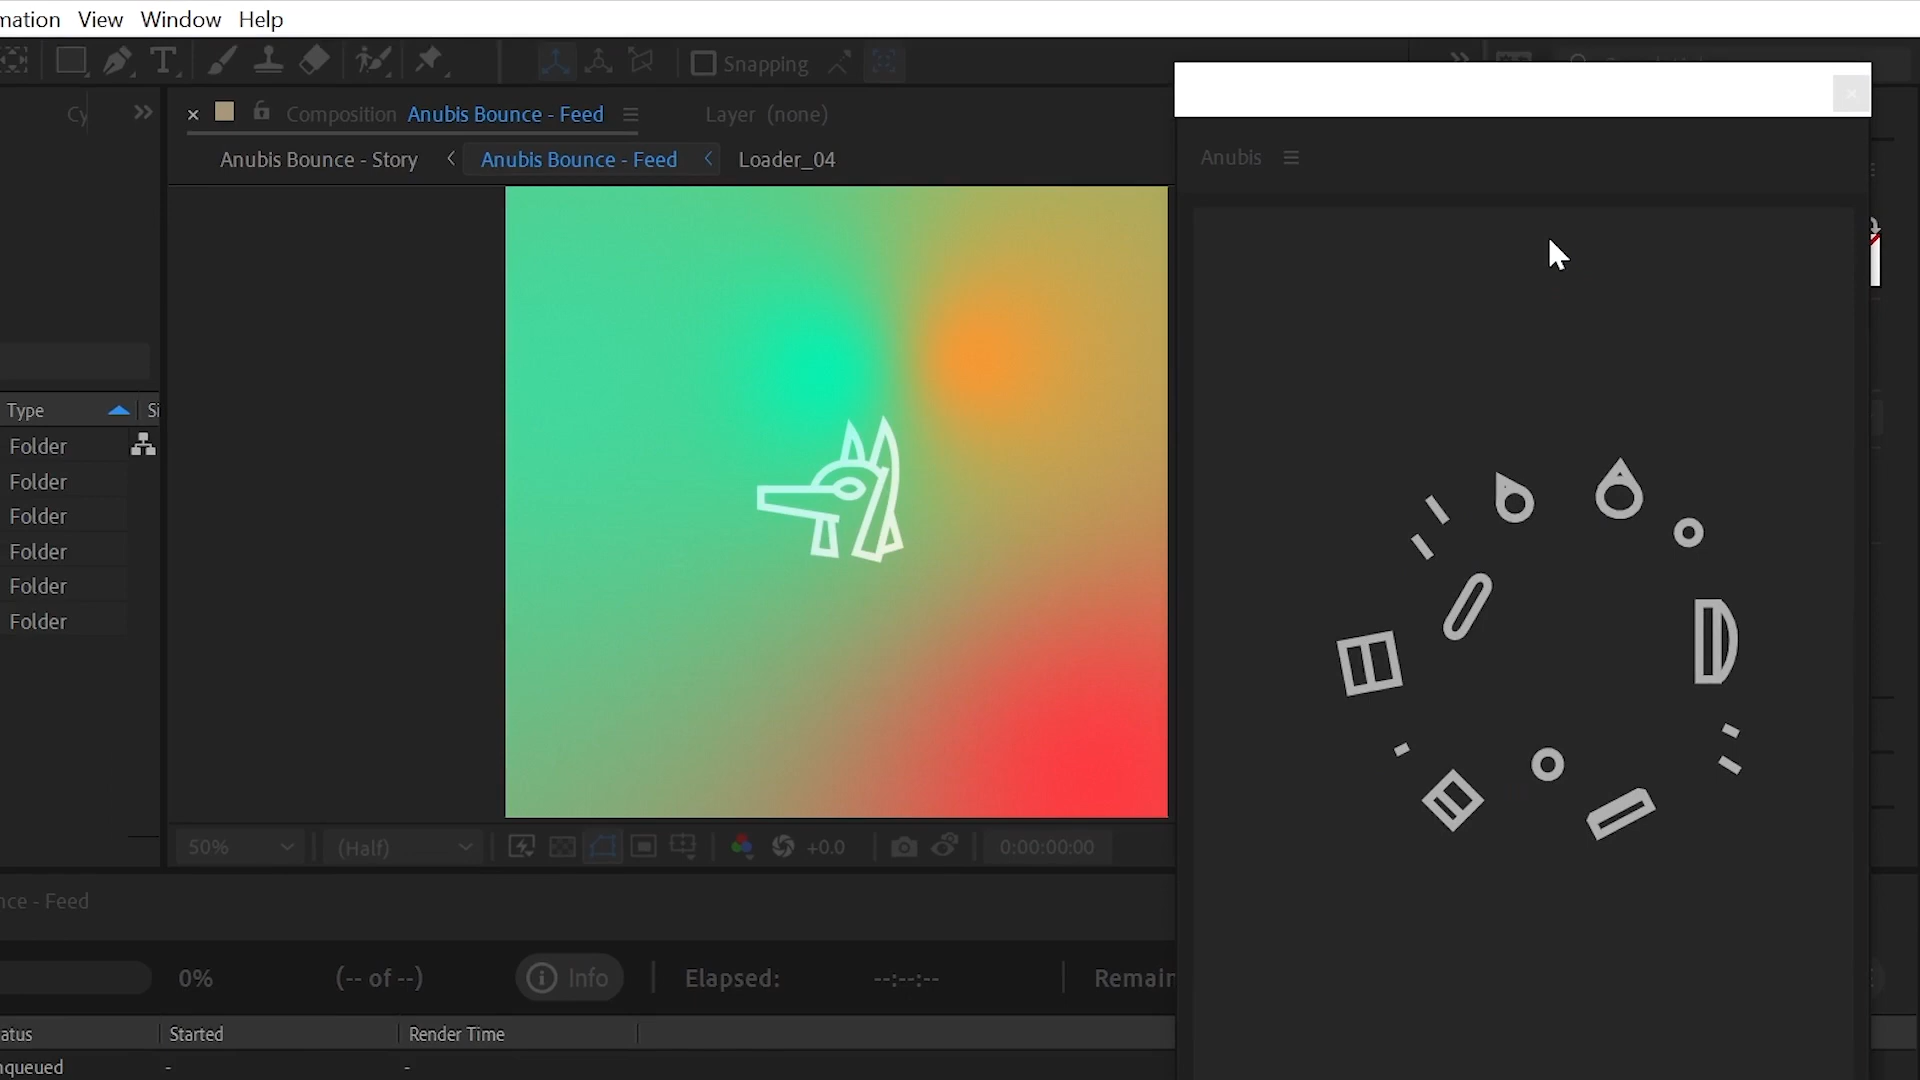 mation View Window Help
Snapping
Cy
Composition Anubis Bounce - Feed
Layer (none)
Anubis Bounce - Story Anubis Bounce - Feed Loader_04
Anubis
Type Si
Folder
Folder
Folder
Folder
Folder
Folder
50% (Half) +0.0 0:00:00:00
nce - Feed
0% (-- of --) Info Elapsed: --:--:-- Remain
atus Started Render Time
nqueued - -